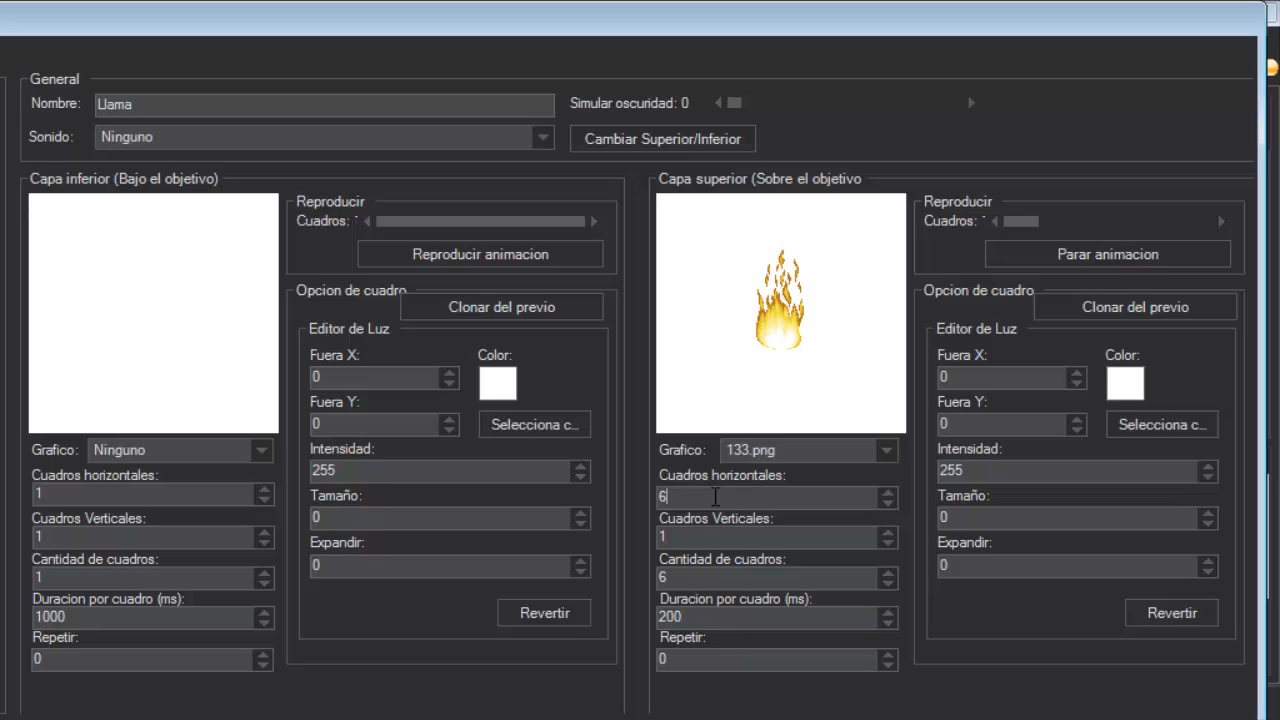 General
Nombre: Llama
Simular oscuridad: 0
Sonido: Ninguno
Cambiar Superior/Inferior
Capa inferior (Bajo el objetivo)
Reproducir
Cuadros:
Reproducir animacion
Opcion de cuadro
Clonar del previo
Editor de Luz
Fuera X:
0
Color:
Fuera Y:
0
Selecciona c...
Intensidad:
255
Tamaño:
0
Expandir:
0
Revertir
Grafico: Ninguno
Cuadros horizontales:
1
Cuadros Verticales:
1
Cantidad de cuadros:
1
Duracion por cuadro (ms):
1000
Repetir:
0
Capa superior (Sobre el objetivo
Reproducir
Cuadros:
Parar animacion
Opcion de cuadro
Clonar del previo
Editor de Luz
Fuera X:
0
Color:
Fuera Y:
0
Selecciona c...
Intensidad:
255
Tamaño:
0
Expandir:
0
Revertir
Grafico: 133.png
Cuadros horizontales:
6
Cuadros Verticales:
1
Cantidad de cuadros:
6
Duracion por cuadro (ms):
200
Repetir:
0